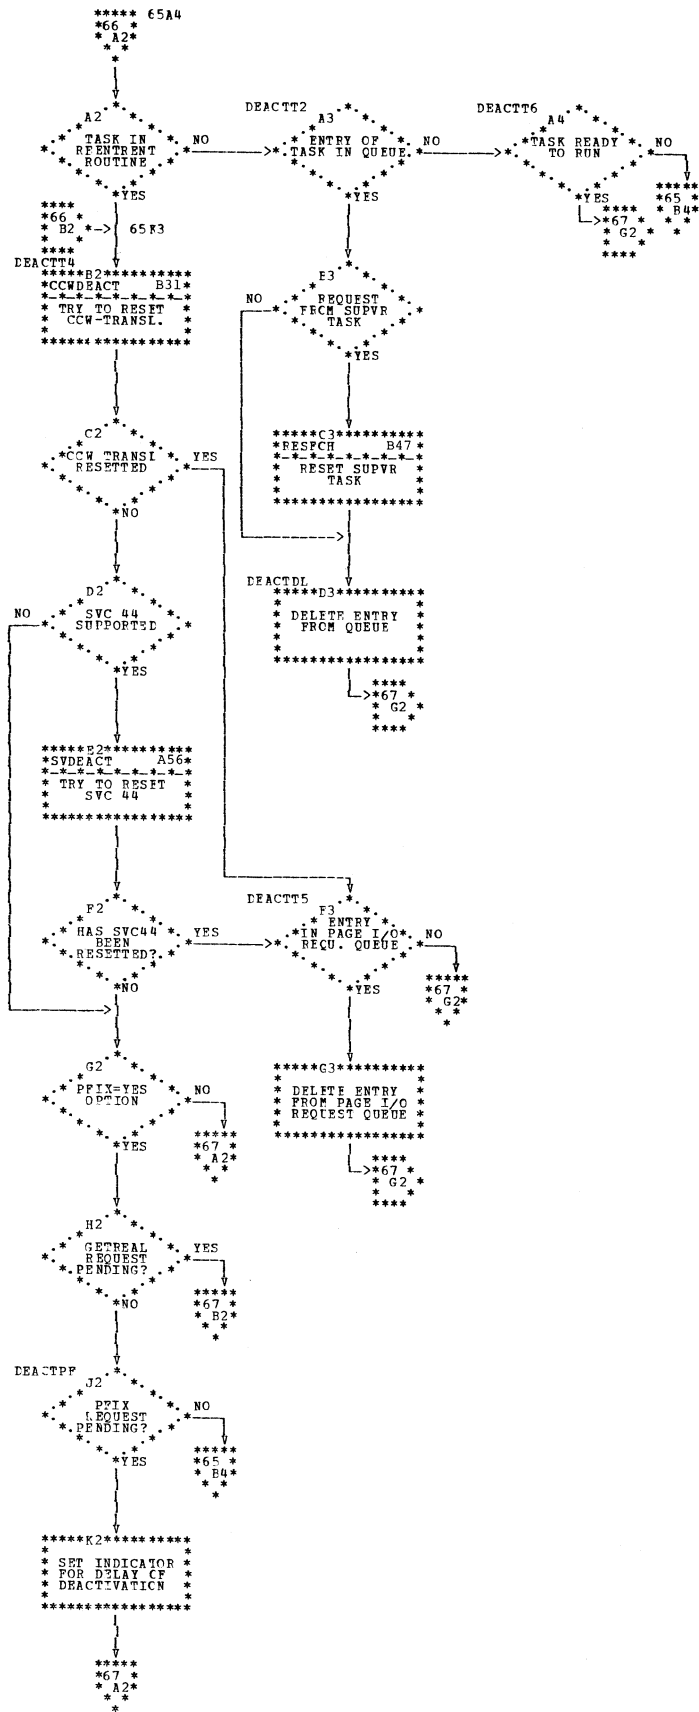 65A4
66
A2
A2
TASK IN
RFENTRENT
ROUTINE
NO
YES
DEACTT2
A3
ENTRY OF
TASK IN QUEUE
NO
YES
DEACTT6
A4
TASK READY
TO RUN
NO
YES
65
B4
67
G2
66
B2
65K3
DEACTT4
B2
CCWDEACT B31
TRY TO RESET
CCW-TRANSL.
B3
REQUEST
FROM SUPVR
TASK
NO
YES
C2
CCW TRANSL
RESETTED
YES
NO
C3
RESFCH B47
RESET SUPVR
TASK
D2
SVC 44
SUPPORTED
NO
YES
DEACTDL
D3
DELETE ENTRY
FROM QUEUE
67
G2
E2
SVDEACT A56
TRY TO RESET
SVC 44
F2
HAS SVC44
BEEN
RESETTED?
YES
NO
DEACTT5
F3
ENTRY
IN PAGE I/O
REQU. QUEUE
NO
YES
67
G2
G2
PFIX=YES
OPTION
NO
YES
67
A2
G3
DELETE ENTRY
FROM PAGE I/O
REQUEST QUEUE
67
G2
H2
GETREAL
REQUEST
PENDING?
YES
NO
67
B2
DEACTPF
J2
PFIX
REQUEST
PENDING?
NO
YES
65
B4
K2
SET INDICATOR
FOR DELAY OF
DEACTIVATION
67
A2